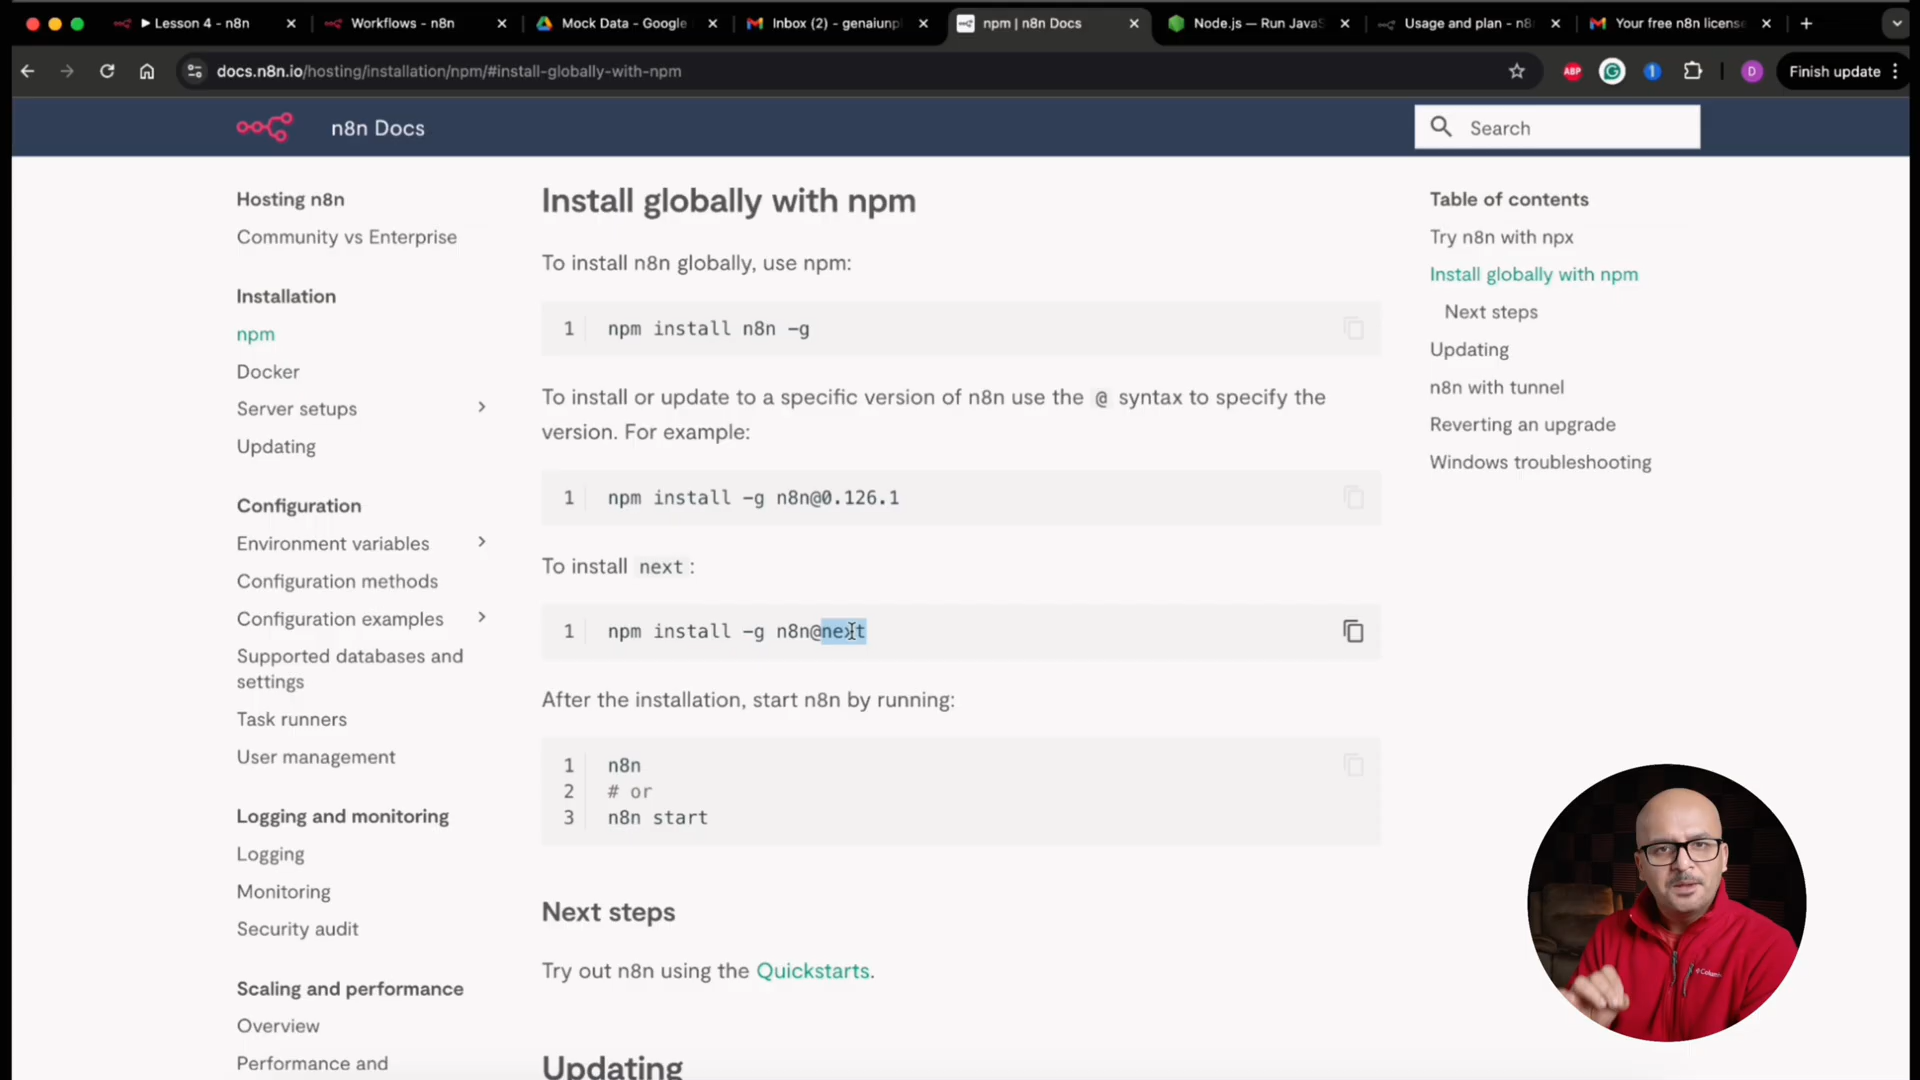 Lesson 4 - n8n
Workflows - n8n
Mock Data - Google
Inbox (2) - genaiunp
npm | n8n Docs
Node.js — Run JavaS
Usage and plan - n8
Your free n8n licens
docs.n8n.io/hosting/installation/npm/#install-globally-with-npm
ABP
D
Finish update
n8n Docs
Search
Hosting n8n
Community vs Enterprise
Installation
npm
Docker
Server setups
Updating
Configuration
Environment variables
Configuration methods
Configuration examples
Supported databases and
settings
Task runners
User management
Logging and monitoring
Logging
Monitoring
Security audit
Scaling and performance
Overview
Performance and
Install globally with npm
To install n8n globally, use npm:
1 npm install n8n -g
To install or update to a specific version of n8n use the @ syntax to specify the
version. For example:
1 npm install -g n8n@0.126.1
To install next :
1 npm install -g n8n@next
After the installation, start n8n by running:
1 n8n
2 # or
3 n8n start
Next steps
Try out n8n using the Quickstarts.
Updating
Table of contents
Try n8n with npx
Install globally with npm
Next steps
Updating
n8n with tunnel
Reverting an upgrade
Windows troubleshooting
Columbia